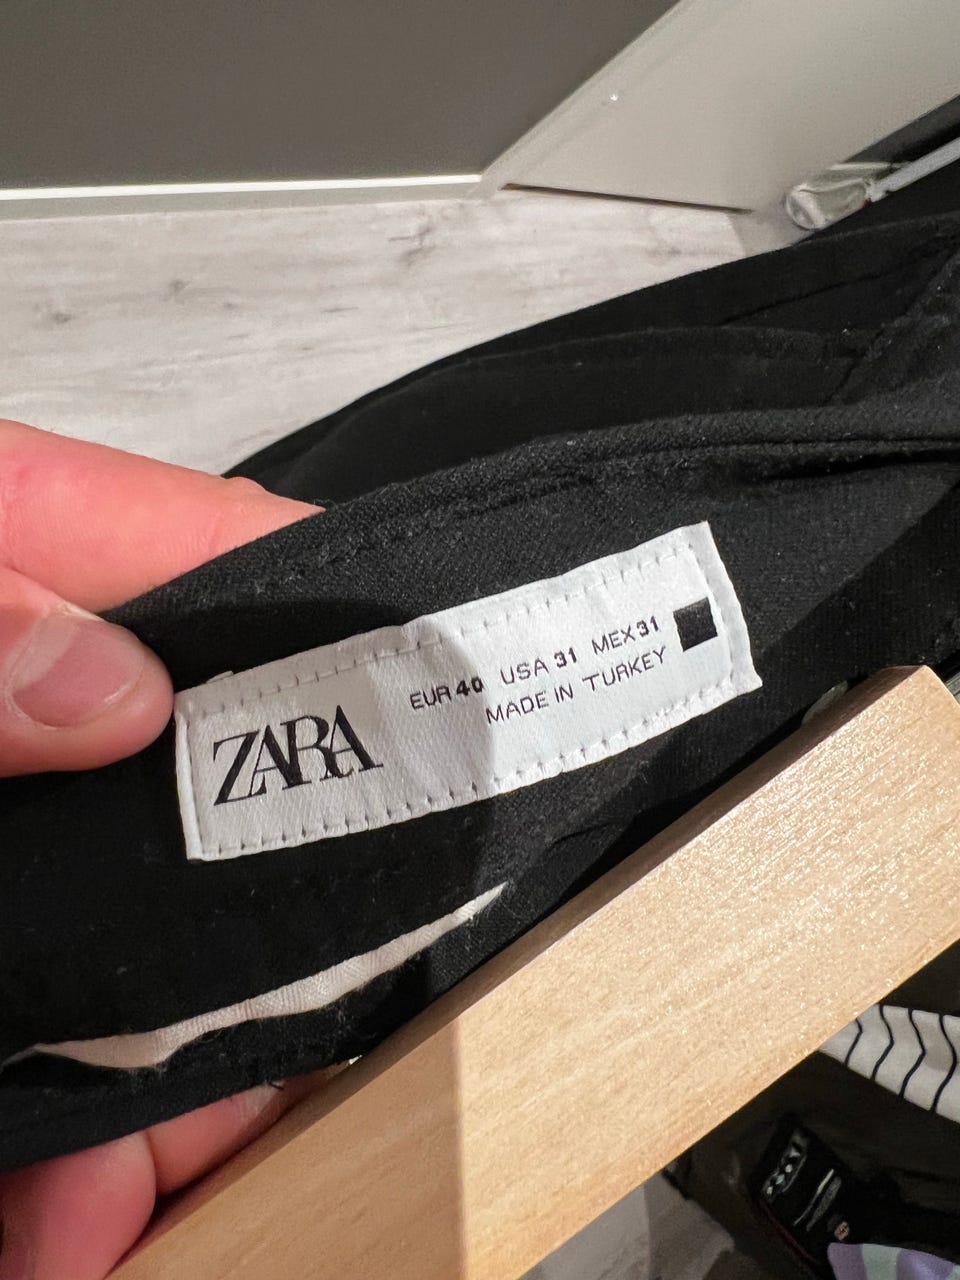 ZARA
EUR 40 USA 31 MEX 31
MADE IN TURKEY